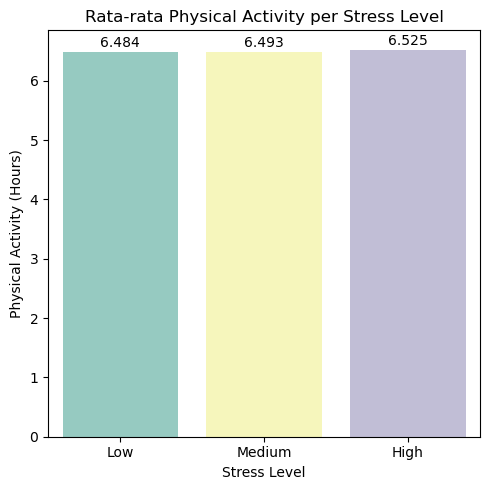 Rata-rata Physical Activity per Stress Level
6.484
6.493
6.525
Physical Activity (Hours)
6
5
4
3
2
1
0
Low
Medium
High
Stress Level